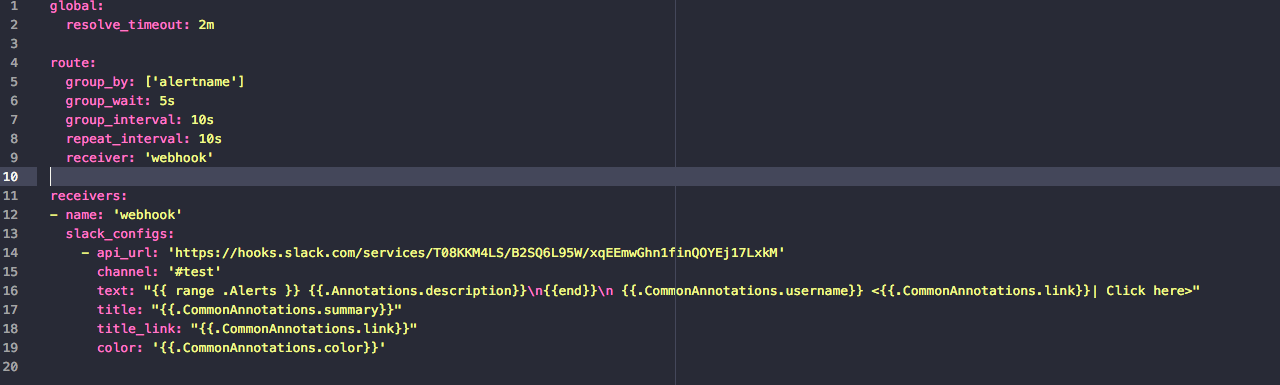 1 global:
2   resolve_timeout: 2m
3
4 route:
5   group_by: ['alertname']
6   group_wait: 5s
7   group_interval: 10s
8   repeat_interval: 10s
9   receiver: 'webhook'
10
11 receivers:
12 - name: 'webhook'
13   slack_configs:
14     - api_url: 'https://hooks.slack.com/services/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'
15       channel: '#test'
16       text: "{{ range .Alerts }} {{.Annotations.description}}\n{{end}}\n {{.CommonAnnotations.username}} <{{.CommonAnnotations.link}}| Click here>"
17       title: "{{.CommonAnnotations.summary}}"
18       title_link: "{{.CommonAnnotations.link}}"
19       color: '{{.CommonAnnotations.color}}'
20